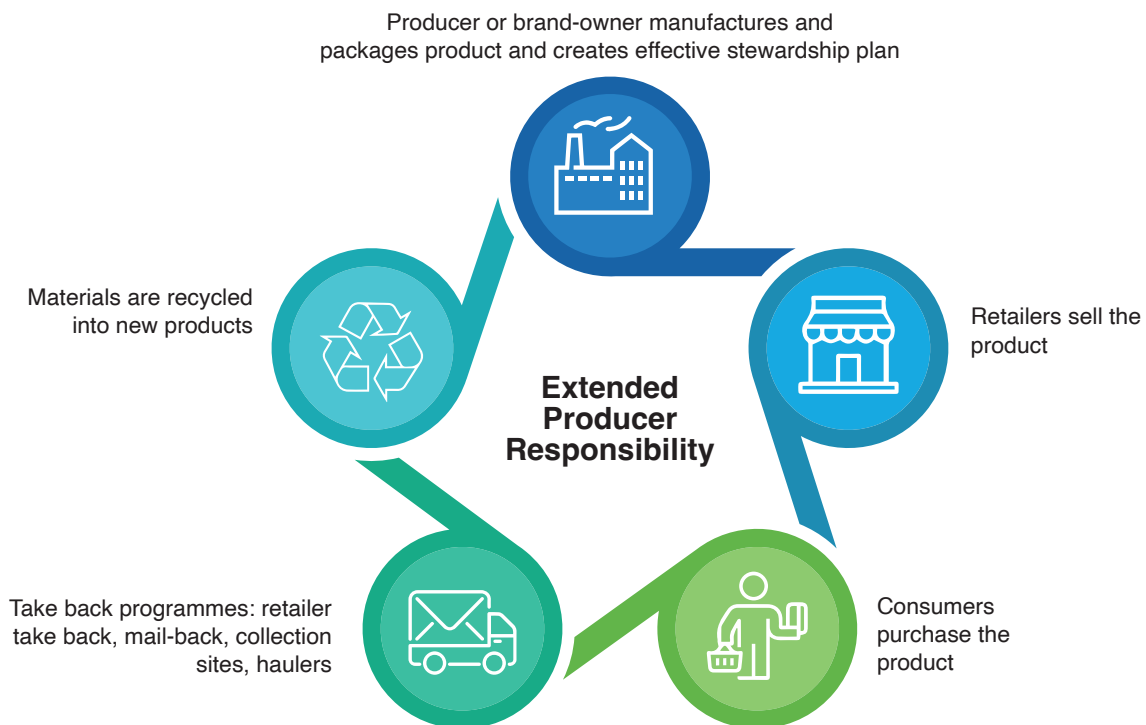 Producer or brand-owner manufactures and
packages product and creates effective stewardship plan
Retailers sell the
product
Consumers
purchase the
product
Take back programmes: retailer
take back, mail-back, collection
sites, haulers
Materials are recycled
into new products
Extended
Producer
Responsibility